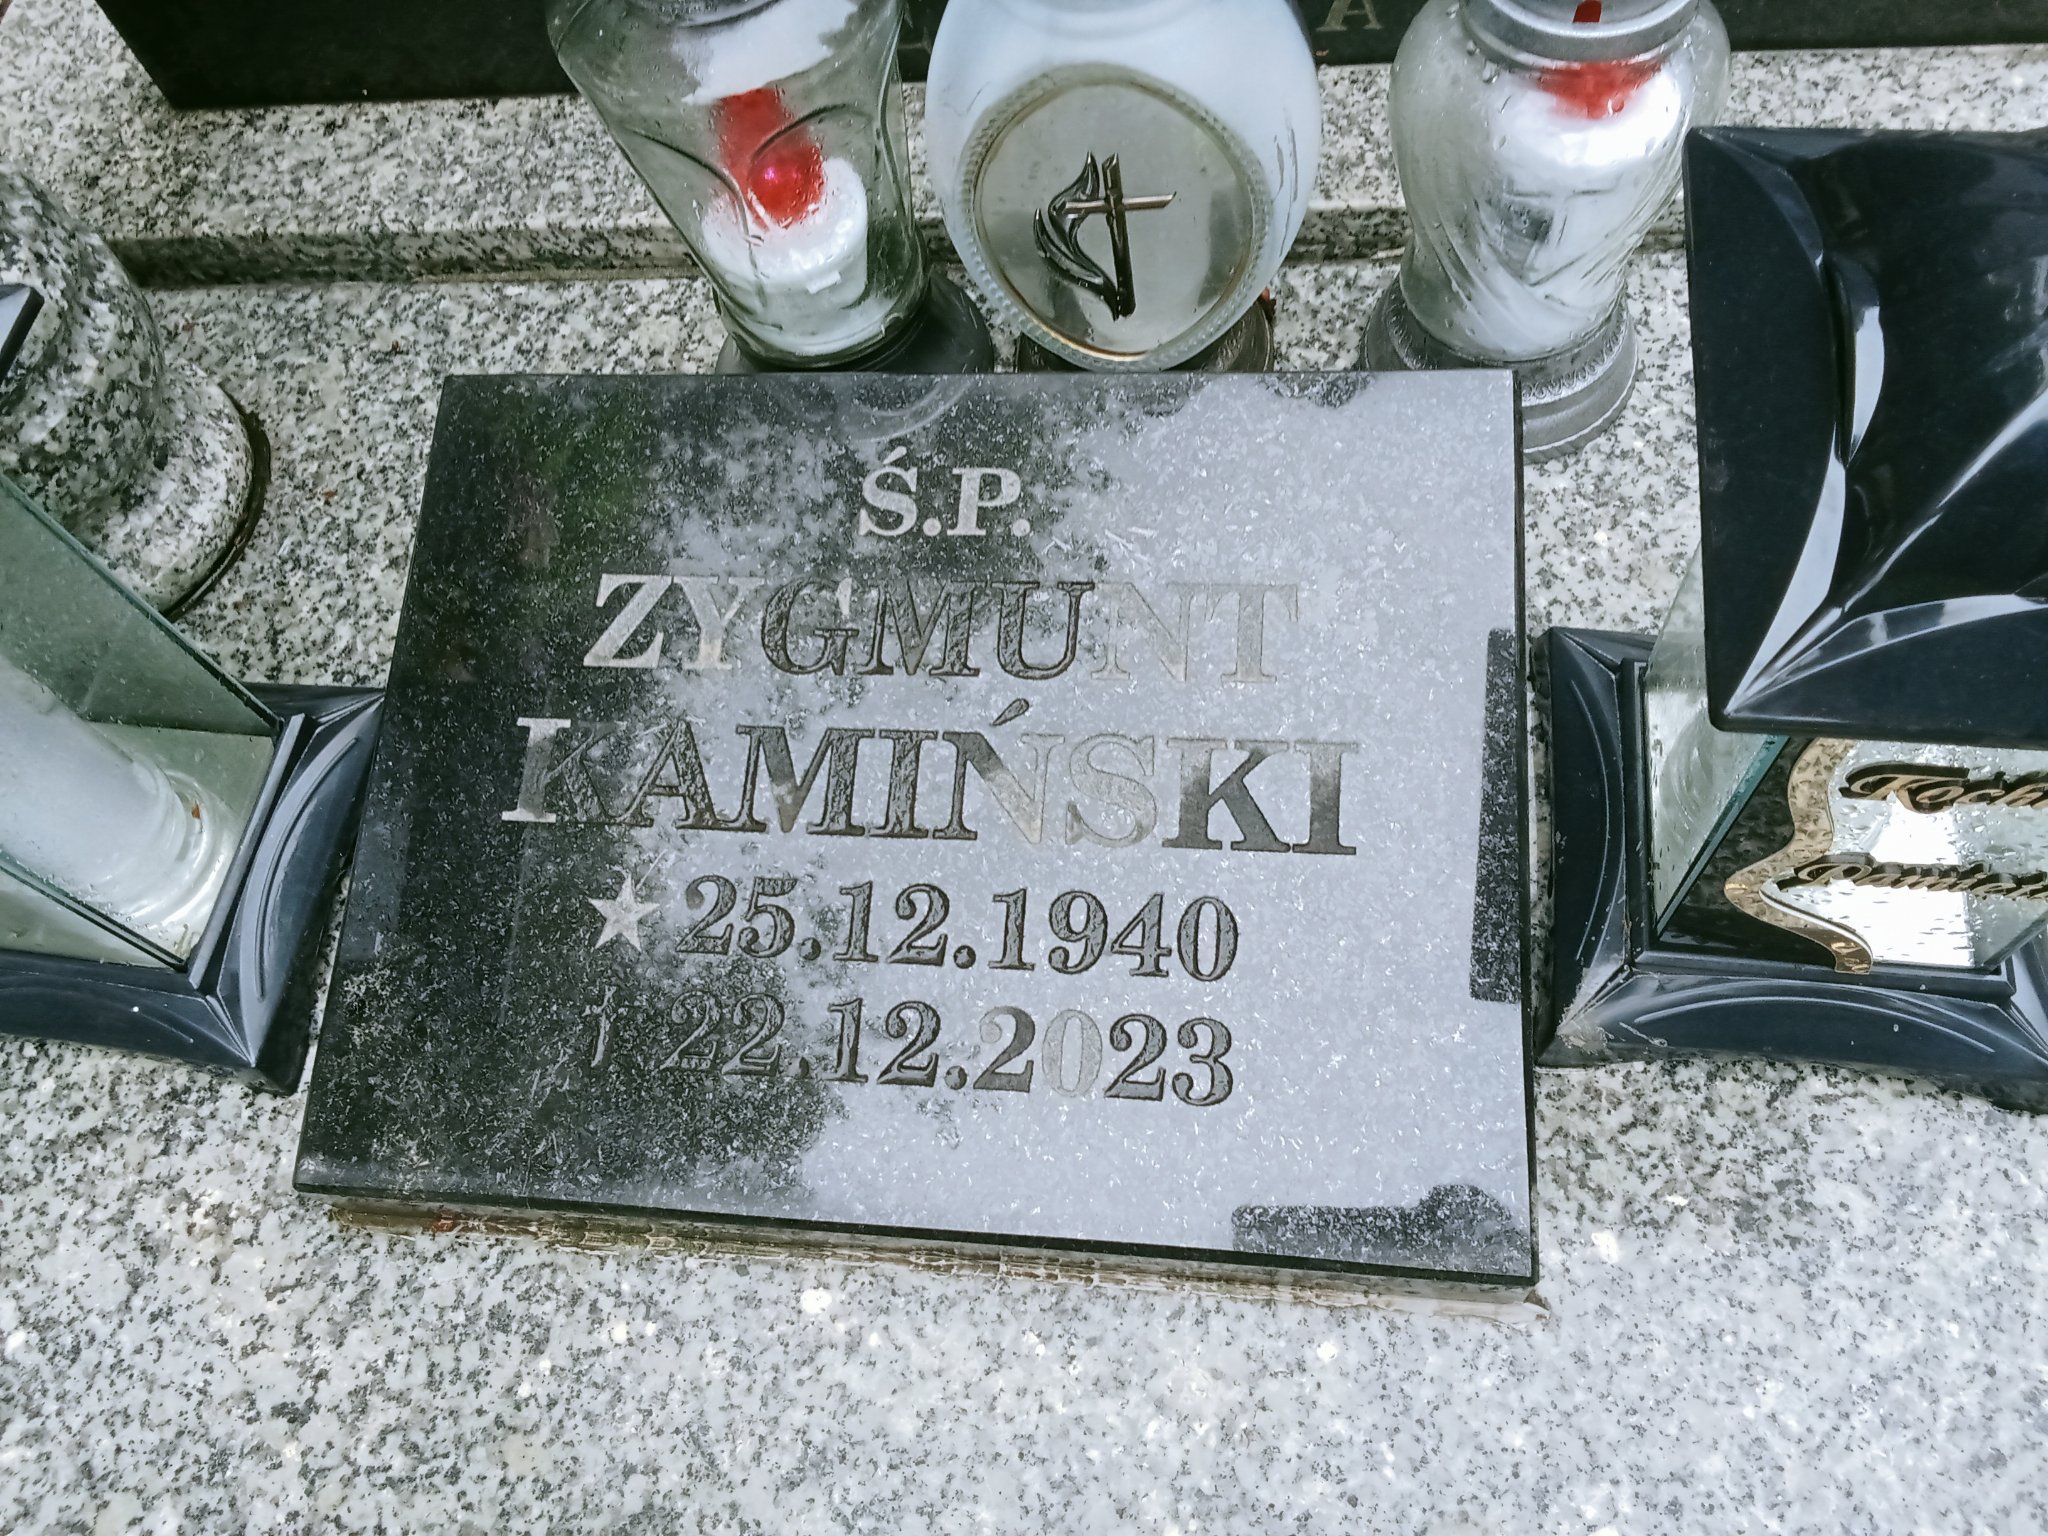 A
Ś.P.
ZYGMUNT
KAMIŃSKI
★ 25.12.1940
† 22.12.2023